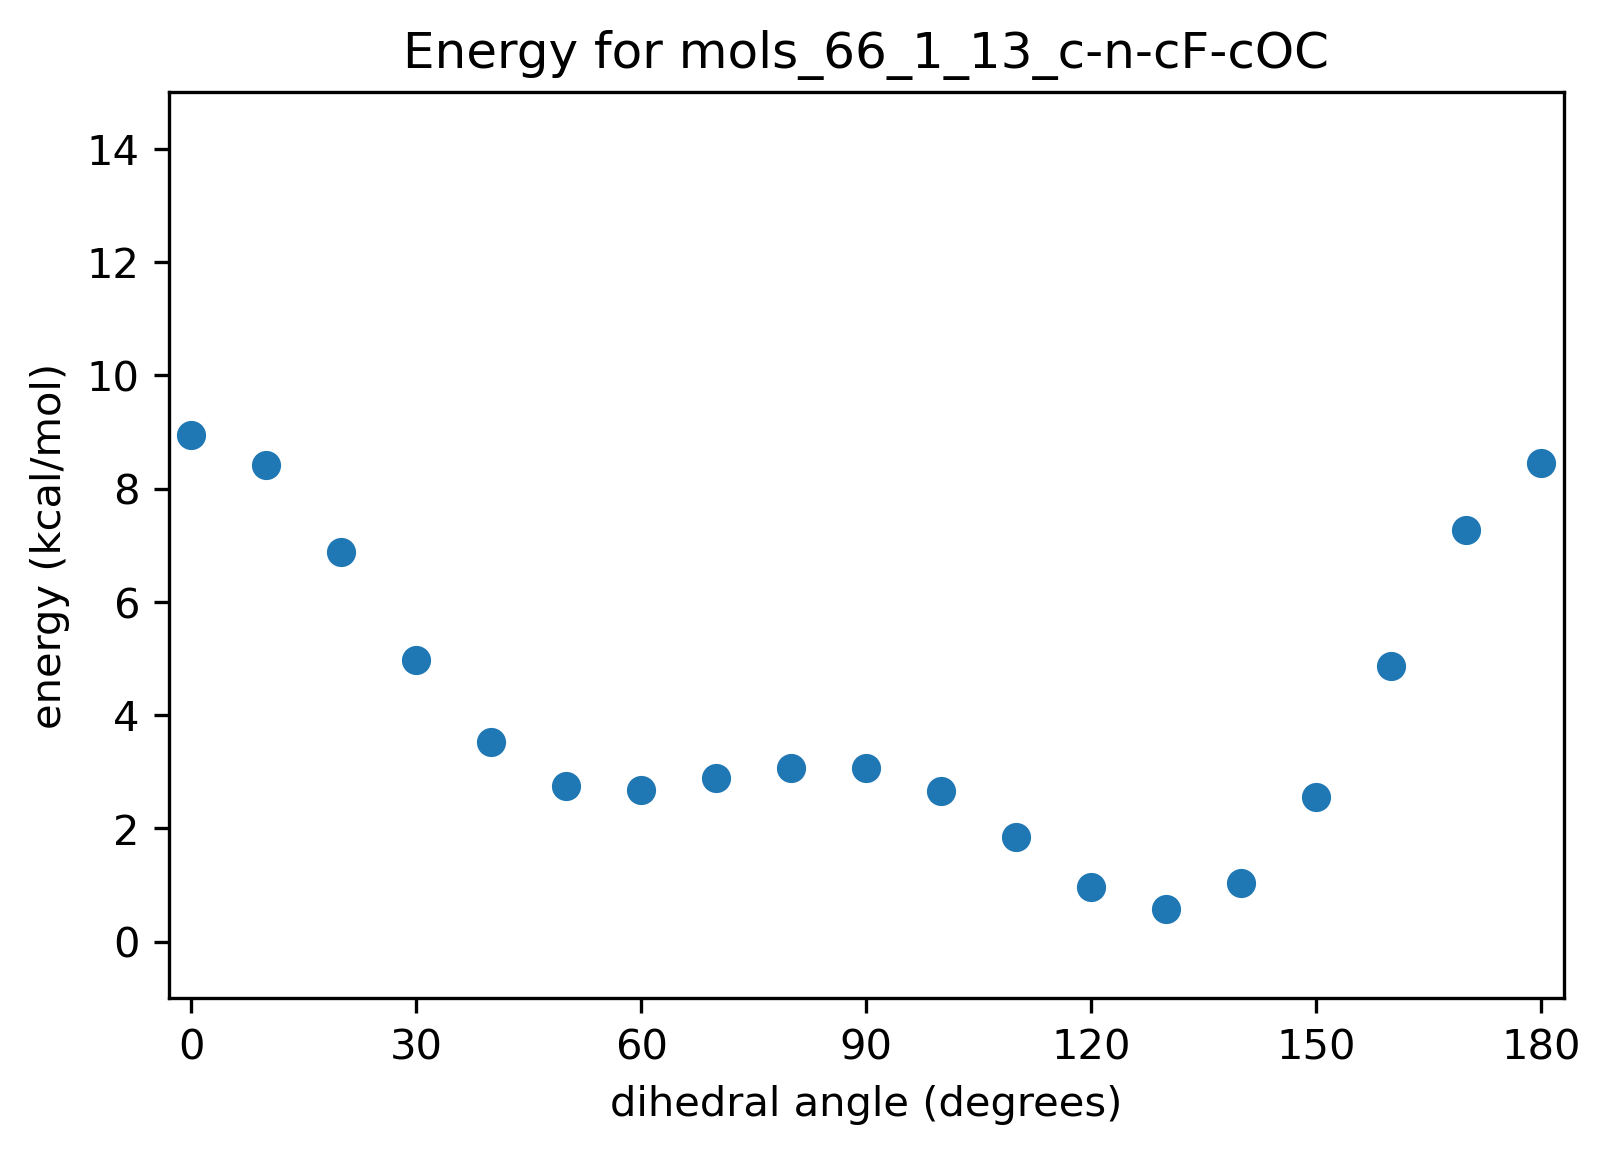 Energy for mols_66_1_13_c-n-cF-cOC
14
12
10
8
6
4
2
0
energy (kcal/mol)
0 30 60 90 120 150 180
dihedral angle (degrees)